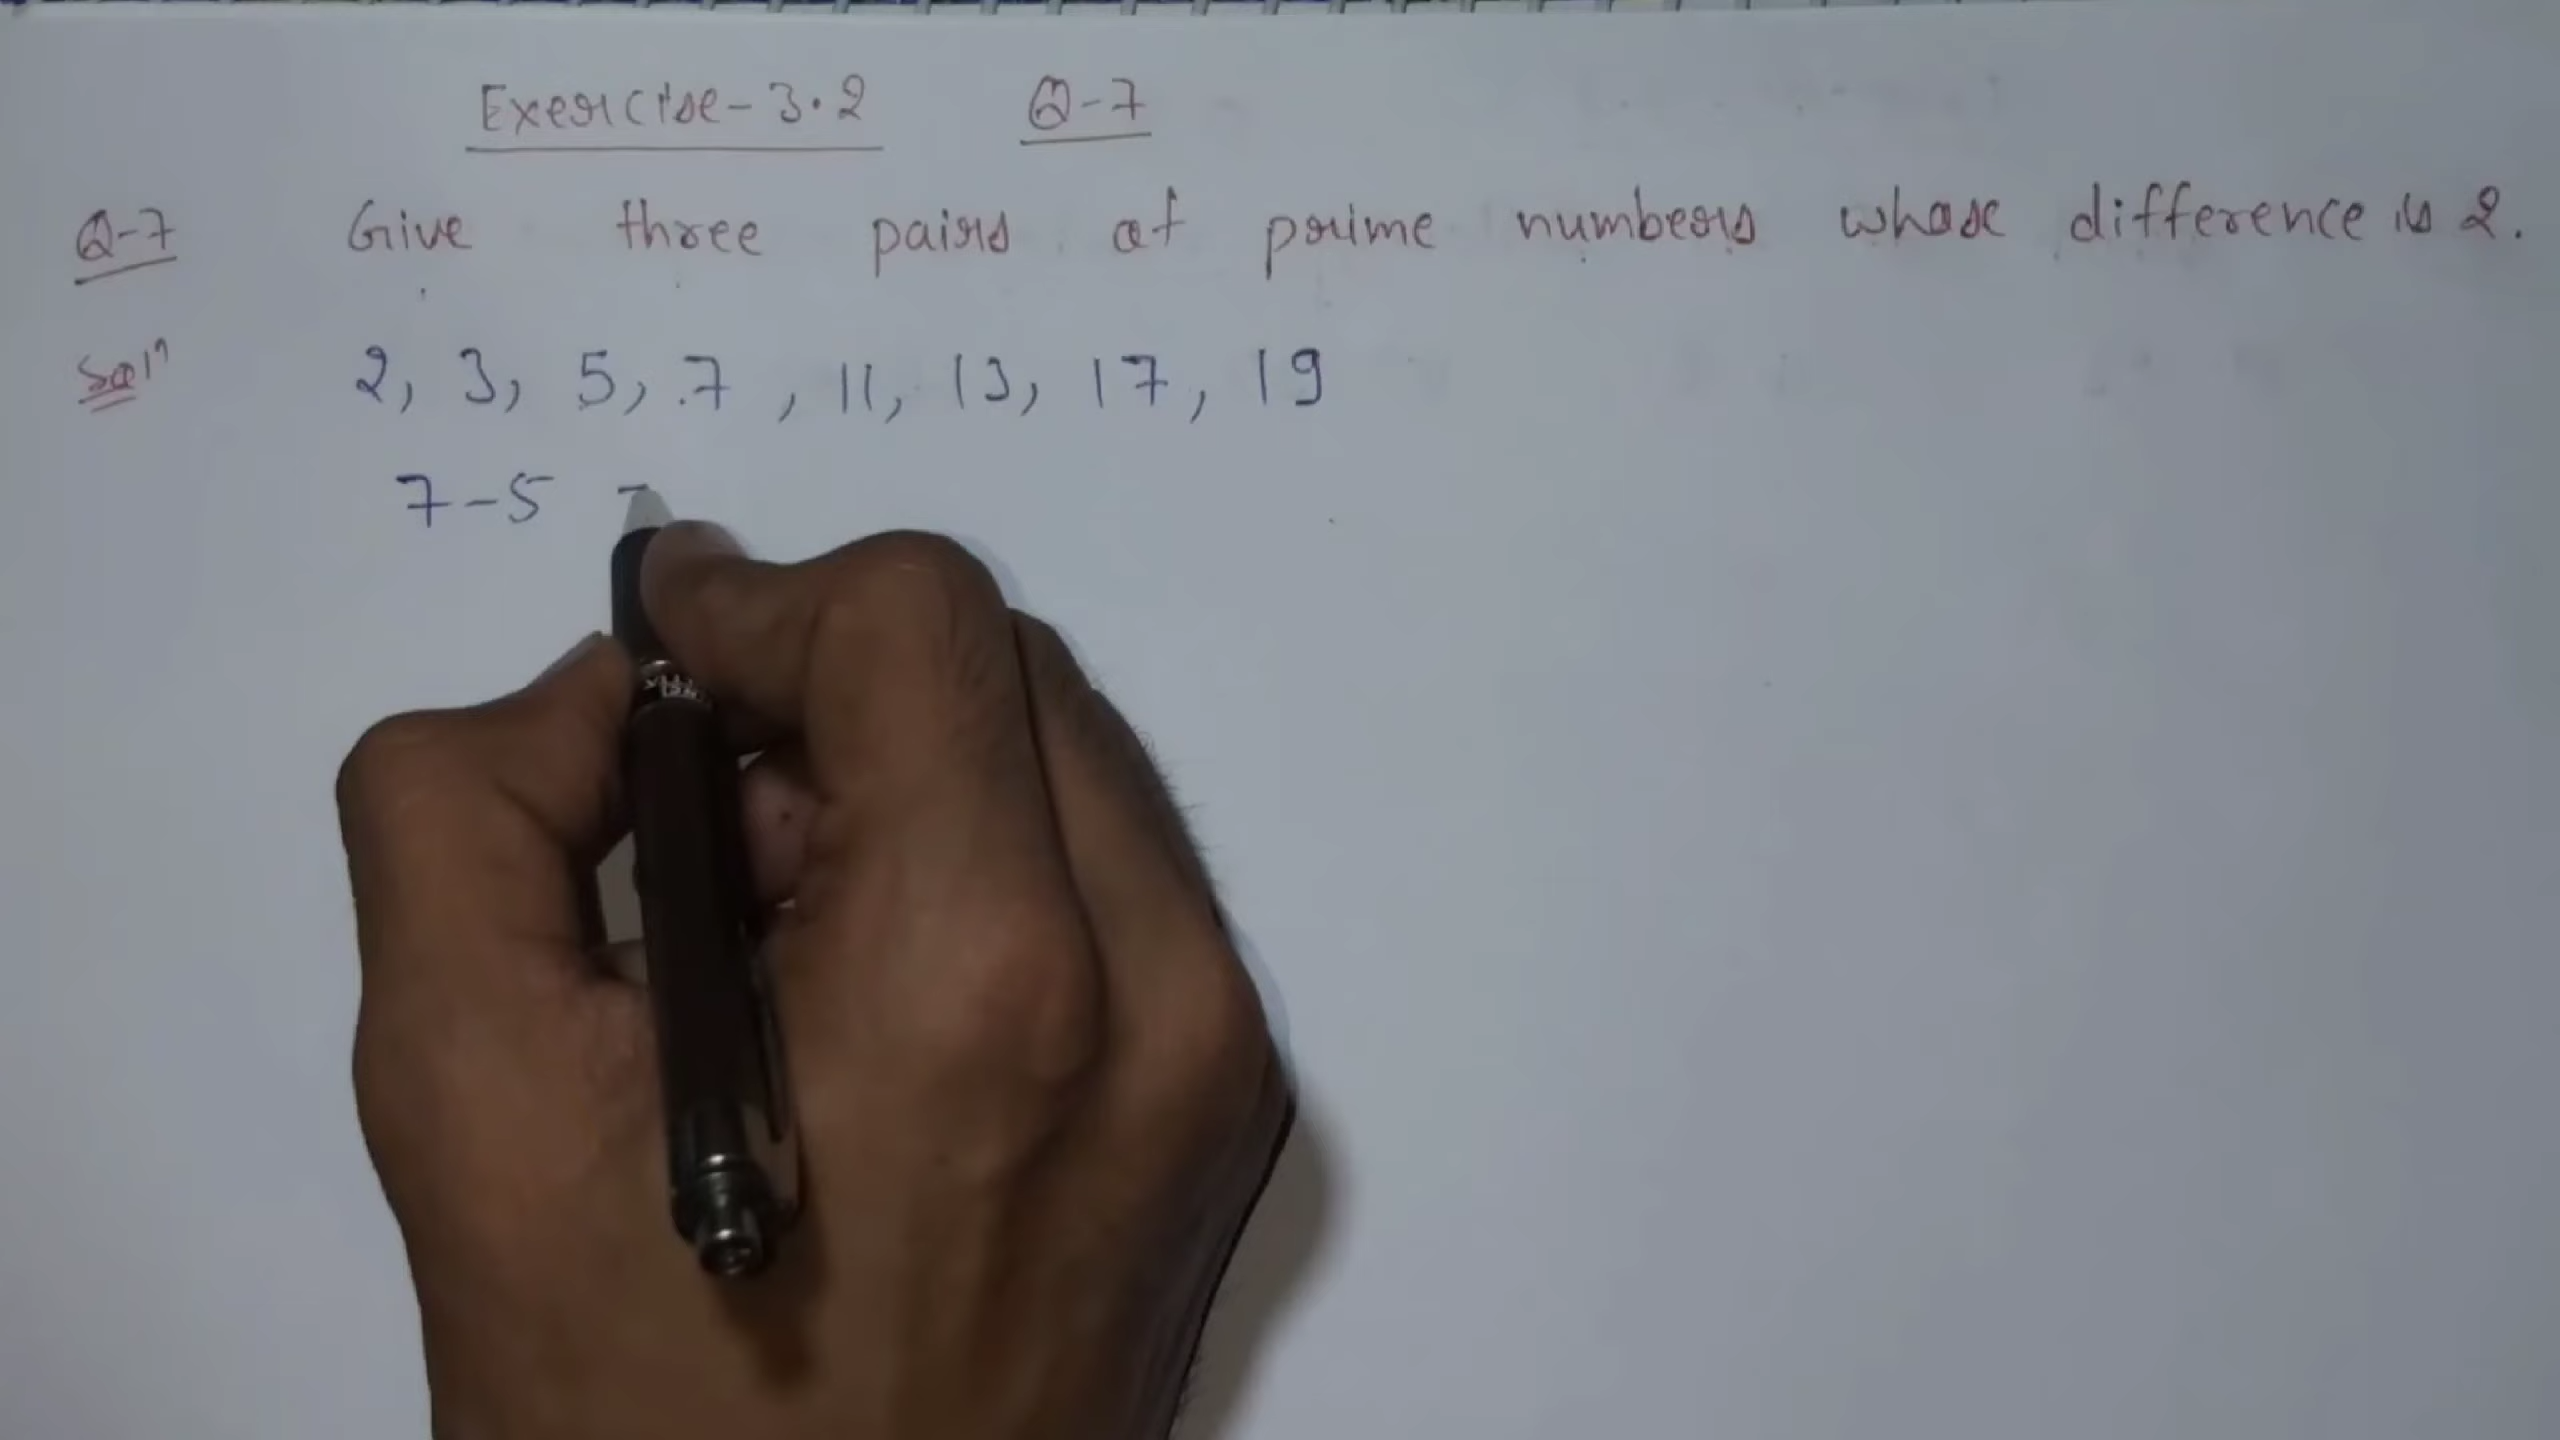 Exercise-3.2 Q-7
Q-7 Give three pairs of prime numbers whose difference is 2.
Solⁿ 2, 3, 5, 7, 11, 13, 17, 19
7-5